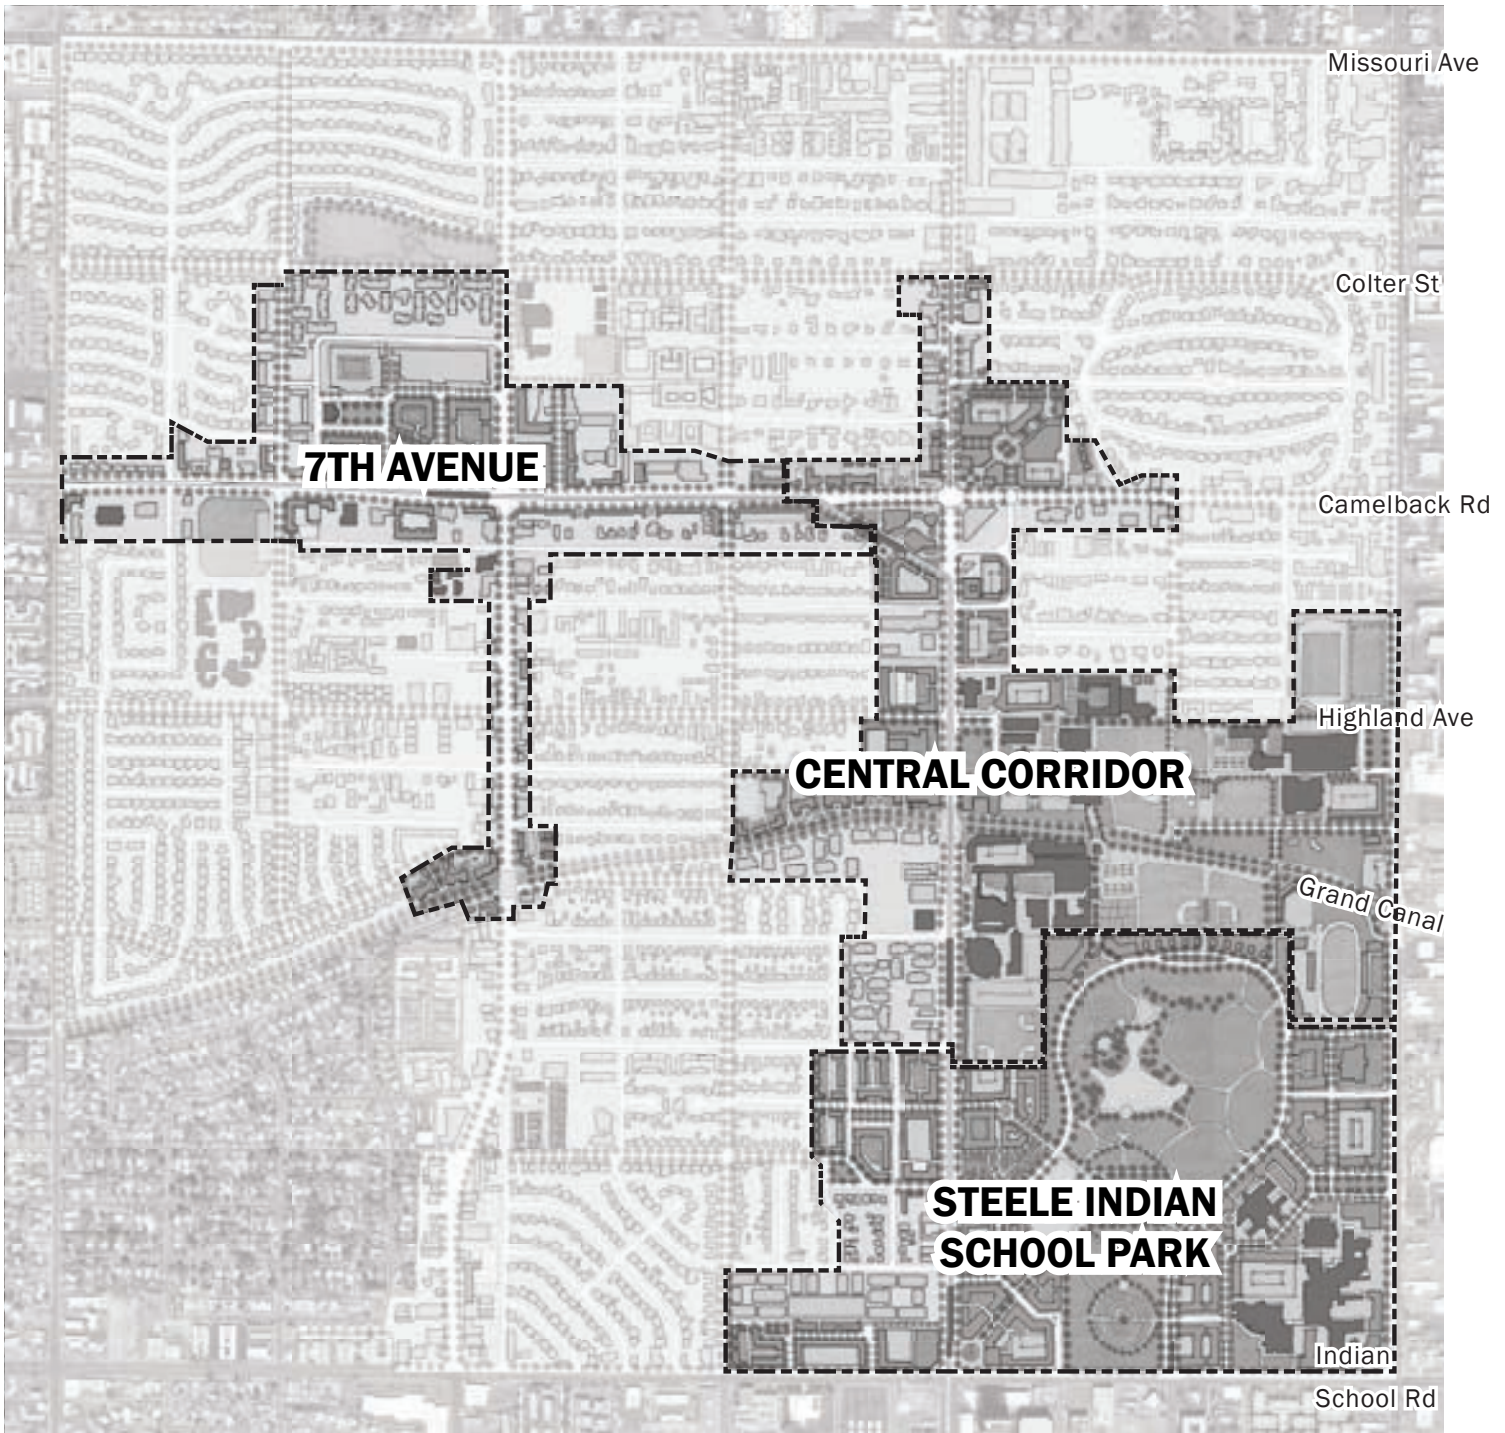 Missouri Ave
Colter St
7TH AVENUE
Camelback Rd
Highland Ave
CENTRAL CORRIDOR
Grand Canal
STEELE INDIAN
SCHOOL PARK
Indian
School Rd